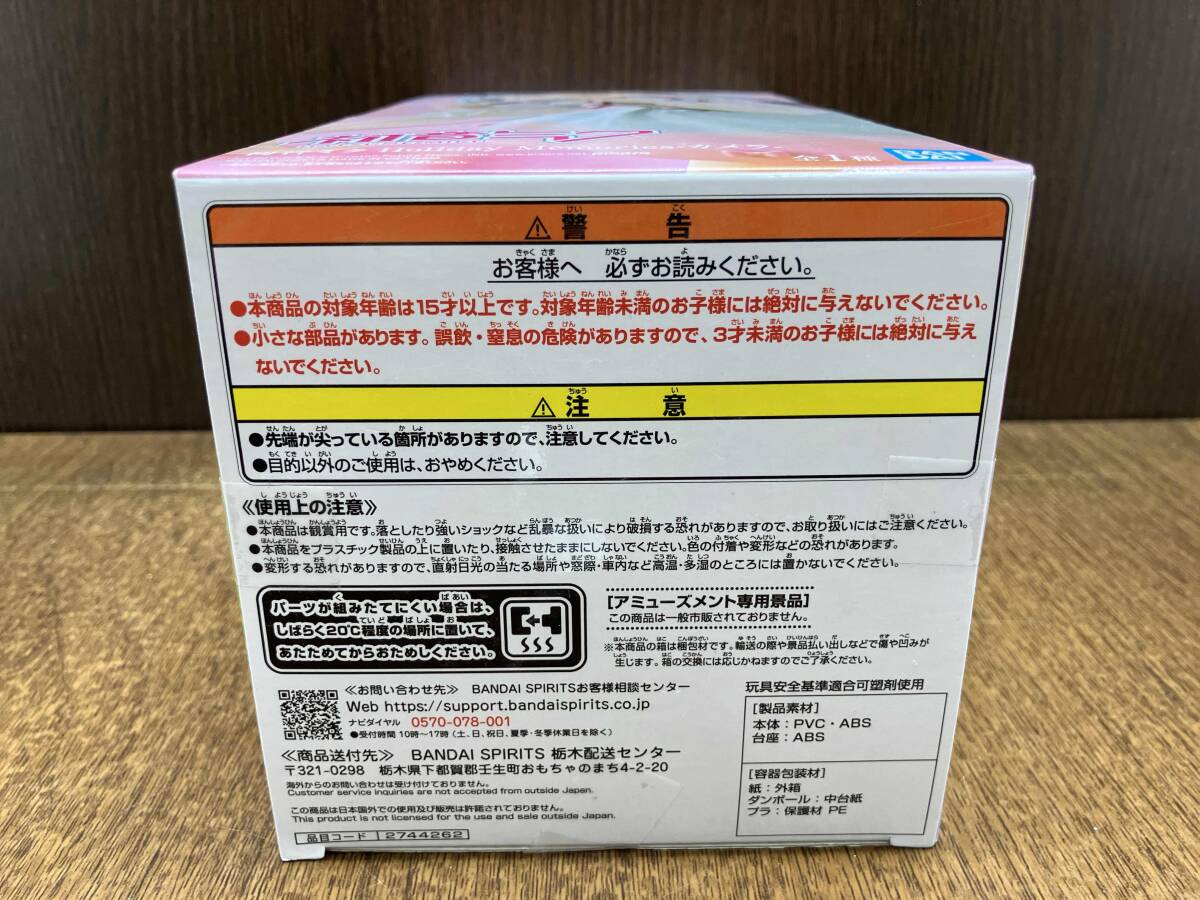 Holiday Memories-カメラ-
全1種
BANDAI
⚠警告
お客様へ 必ずお読みください。
●本商品の対象年齢は15才以上です。対象年齢未満のお子様には絶対に与えないでください。
●小さな部品があります。誤飲・窒息の危険がありますので、3才未満のお子様には絶対に与え
ないでください。
⚠注意
●先端が尖っている箇所がありますので、注意してください。
●目的以外のご使用は、おやめください。
《使用上の注意》
●本商品は観賞用です。落としたり強いショックなど乱暴な扱いにより破損する恐れがありますので、お取り扱いにはご注意ください。
●本商品をプラスチック製品の上に置いたり、接触させたままにしないでください。色の付着や変形などの恐れがあります。
●変形する恐れがありますので、直射日光の当たる場所や窓際・車内など高温・多湿のところには置かないでください。
パーツが組みたてにくい場合は、
しばらく20℃程度の場所に置いて、
あたためてからおためしください。
[アミューズメント専用景品]
この商品は一般市販されておりません。
※本商品の箱は梱包材です。輸送の際や景品払い出しなどで傷や凹みが
生じます。箱の交換には応じかねますのでご了承ください。
≪お問い合わせ先≫ BANDAI SPIRITSお客様相談センター
Web https://support.bandaispirits.co.jp
ナビダイヤル 0570-078-001
●受付時間 10時〜17時 (土、日、祝日、夏季・冬季休業日を除く)
≪商品送付先≫ BANDAI SPIRITS 栃木配送センター
〒321-0298 栃木県下都賀郡壬生町おもちゃのまち4-2-20
海外からのお問い合わせは受け付けておりません。
Customer service inquiries are not accepted from outside Japan.
この商品は日本国外での使用及び販売は許諾されておりません。
This product is not licensed for the use and sale outside Japan.
品目コード 2744262
玩具安全基準適合可塑剤使用
[製品素材]
本体:PVC・ABS
台座:ABS
[容器包装材]
紙:外箱
ダンボール:中台紙
プラ:保護材 PE